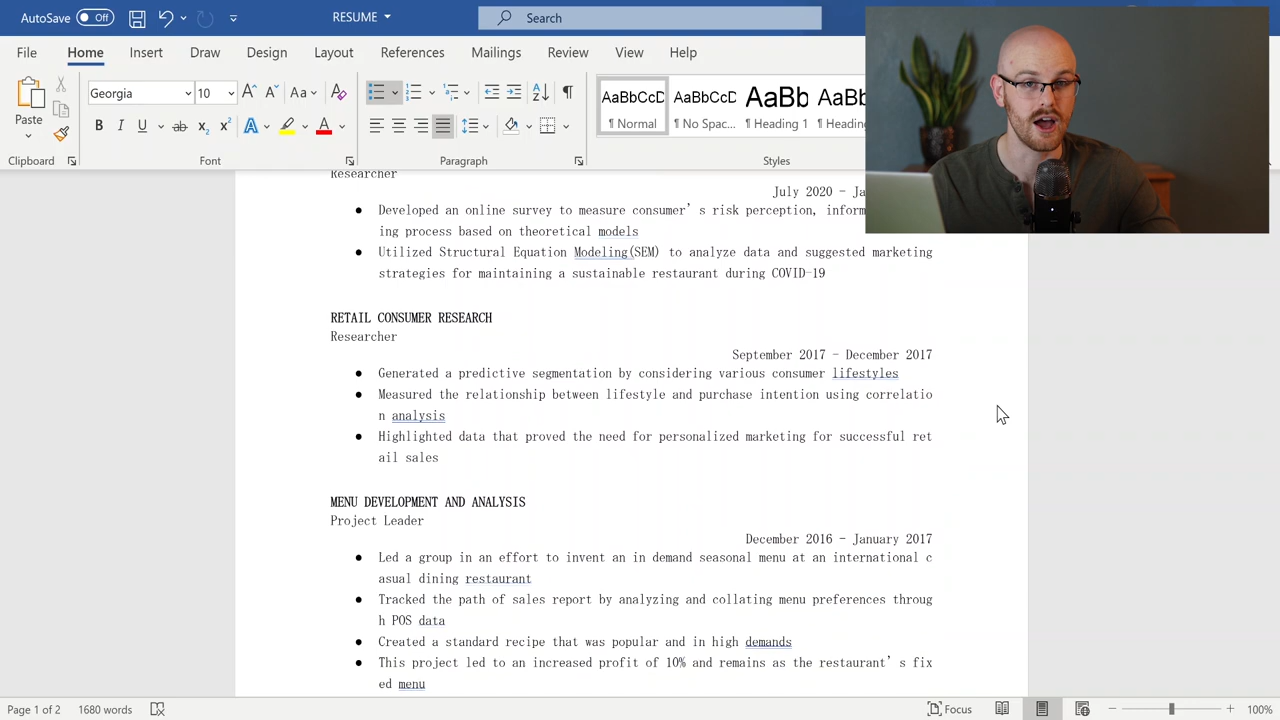 AutoSave Off RESUME Search
File Home Insert Draw Design Layout References Mailings Review View Help
Paste
Georgia 10 Aa
AaBbCcD AaBbCcD AaBb AaBbC
¶ Normal ¶ No Spac... Heading 1 Heading
Clipboard Font Paragraph Styles
Researcher
July 2020 - Ja
● Developed an online survey to measure consumer's risk perception, inform
ing process based on theoretical models
● Utilized Structural Equation Modeling(SEM) to analyze data and suggested marketing
strategies for maintaining a sustainable restaurant during COVID-19
RETAIL CONSUMER RESEARCH
Researcher
September 2017 - December 2017
● Generated a predictive segmentation by considering various consumer lifestyles
● Measured the relationship between lifestyle and purchase intention using correlatio
n analysis
● Highlighted data that proved the need for personalized marketing for successful ret
ail sales
MENU DEVELOPMENT AND ANALYSIS
Project Leader
December 2016 - January 2017
● Led a group in an effort to invent an in demand seasonal menu at an international c
asual dining restaurant
● Tracked the path of sales report by analyzing and collating menu preferences throug
h POS data
● Created a standard recipe that was popular and in high demands
● This project led to an increased profit of 10% and remains as the restaurant's fix
ed menu
Page 1 of 2 1680 words Focus 100%